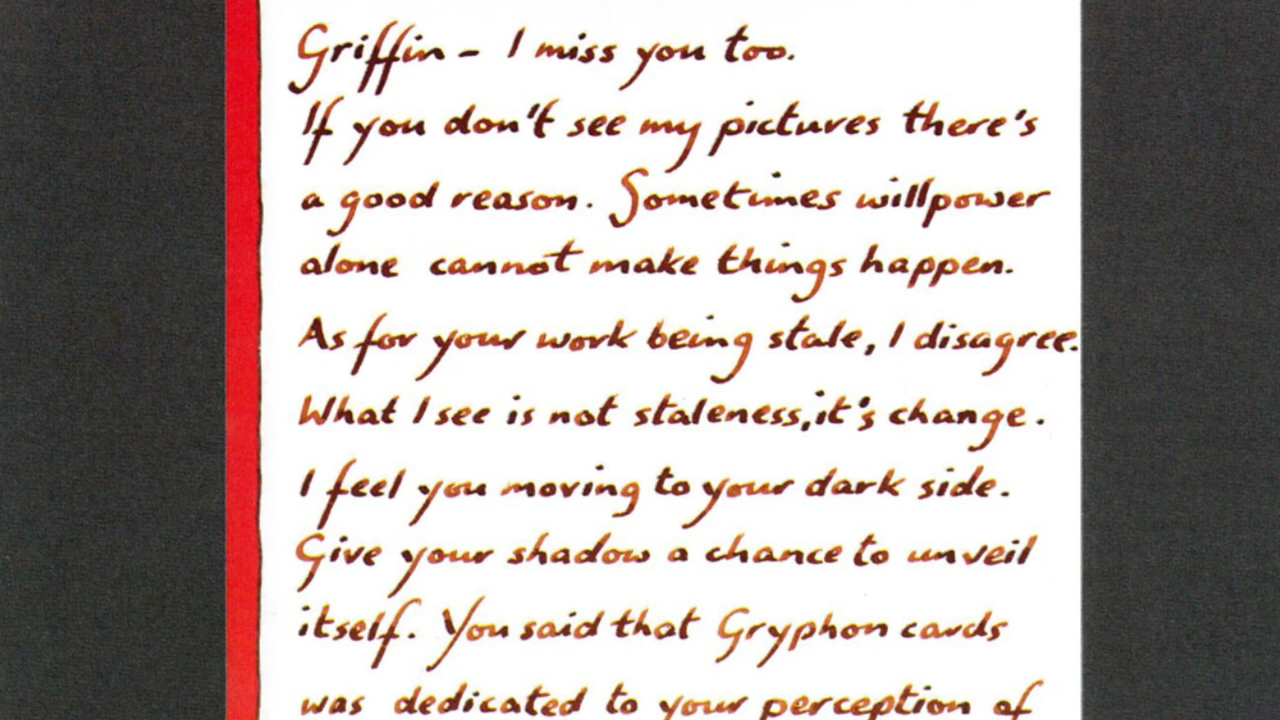 Griffin - I miss you too.
If you don't see my pictures there's
a good reason. Sometimes willpower
alone cannot make things happen.
As for your work being stale, I disagree.
What I see is not staleness, it's change.
I feel you moving to your dark side.
Give your shadow a chance to unveil
itself. You said that Gryphon cards
was dedicated to your perception of